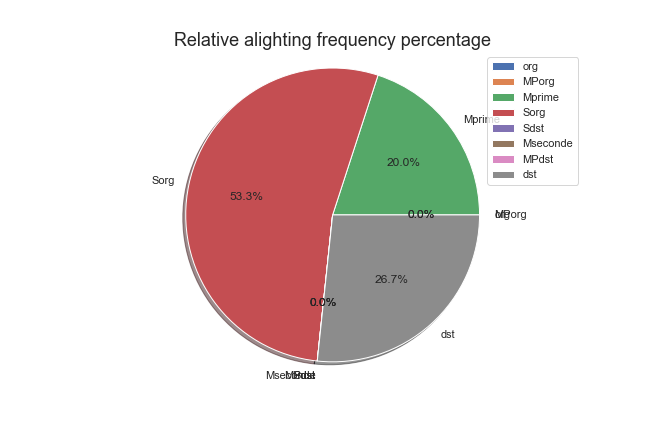 Relative alighting frequency percentage
org
MPorg
Mprime
Sorg
Sdst
Mseconde
MPdst
dst
Mprime
20.0%
Sorg
53.3%
0.0%
MPorg
26.7%
0.0%
dst